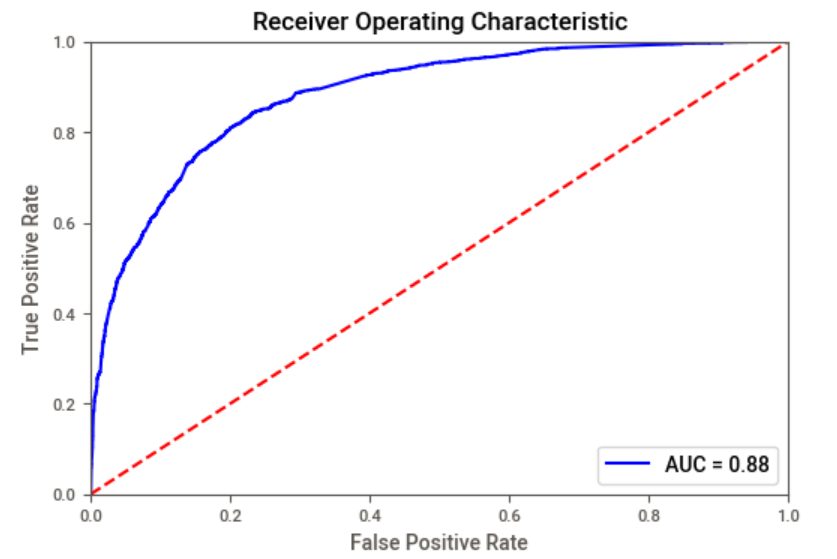 Receiver Operating Characteristic
1.0
0.8
0.6
0.4
0.2
0.0
True Positive Rate
AUC = 0.88
0.0 0.2 0.4 0.6 0.8 1.0
False Positive Rate